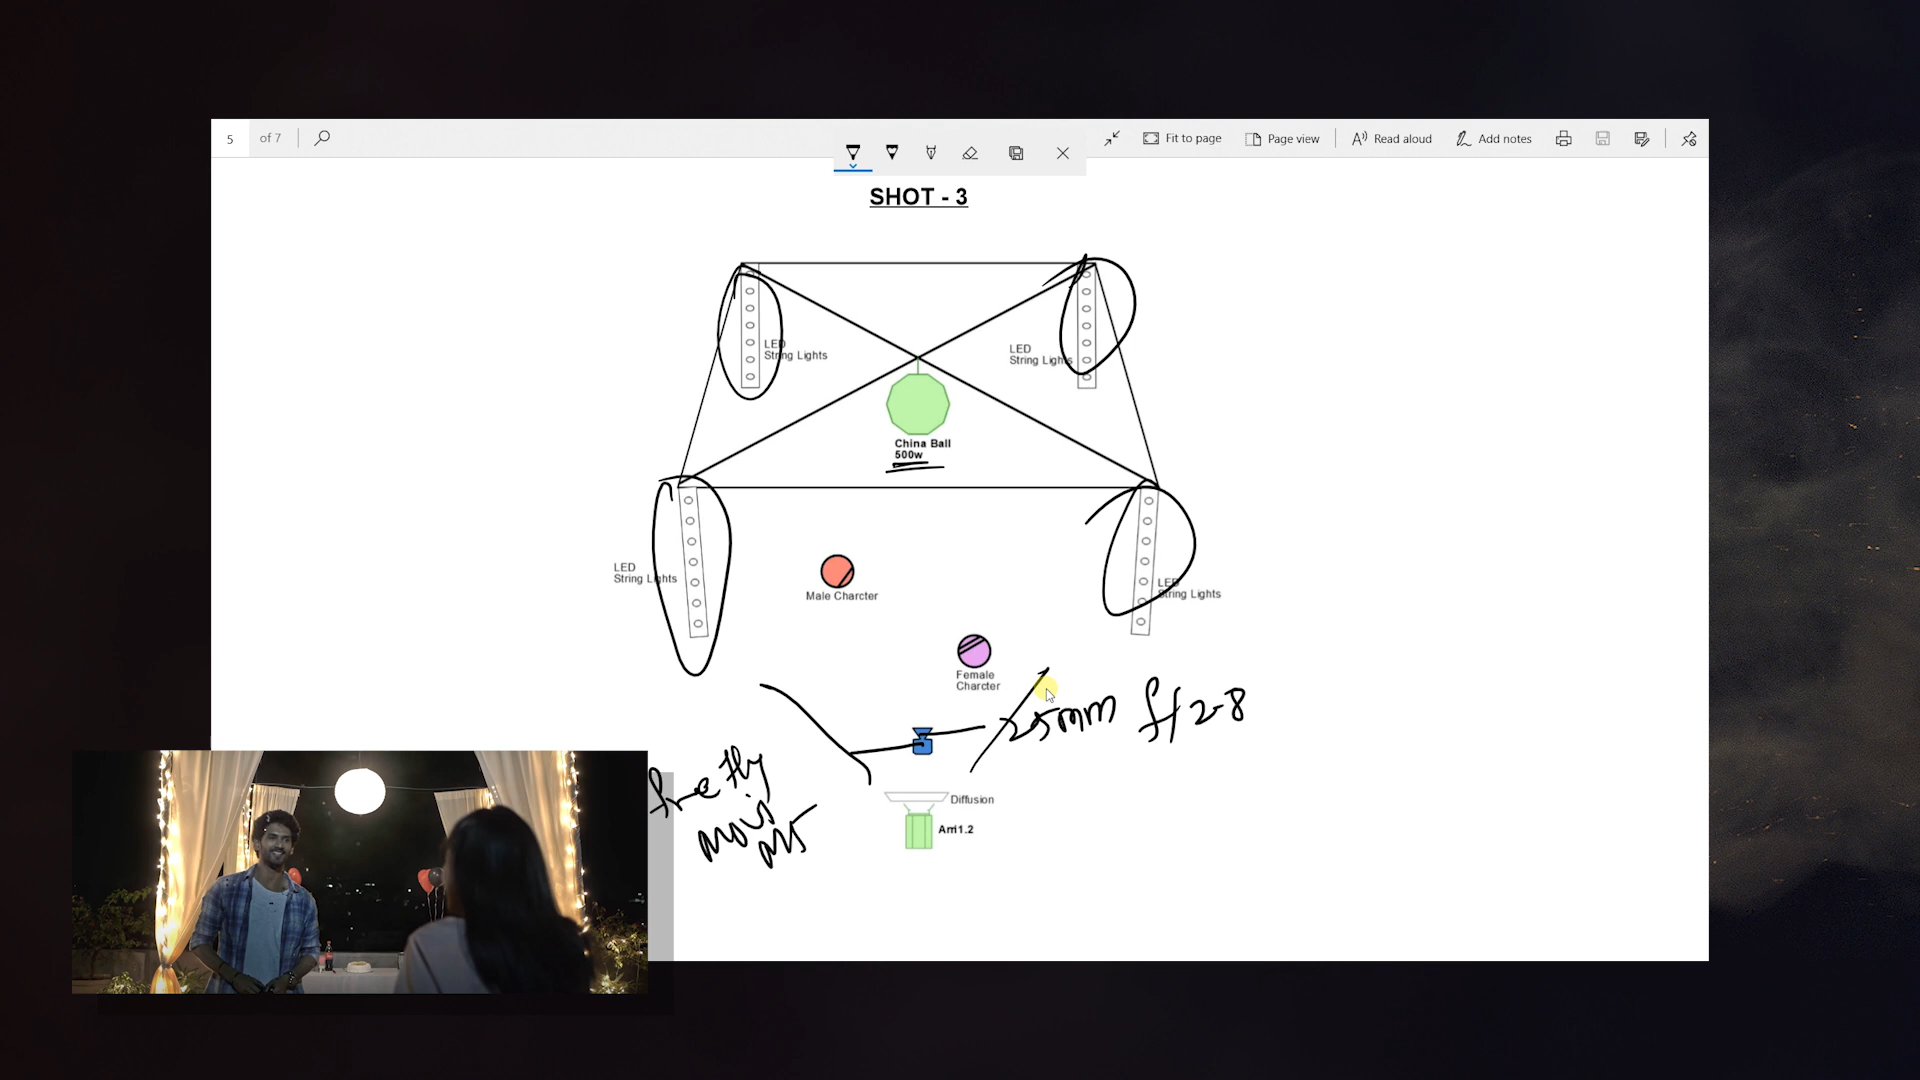 5 of 7 Fit to page Page view Read aloud Add notes
SHOT - 3
LED
String Lights
LED
String Lights
China Ball
500w
LED
String Lights
Male Charcter
LED
String Lights
Female
Charcter
25mm f/2-8
Diffusion
Arri1.2